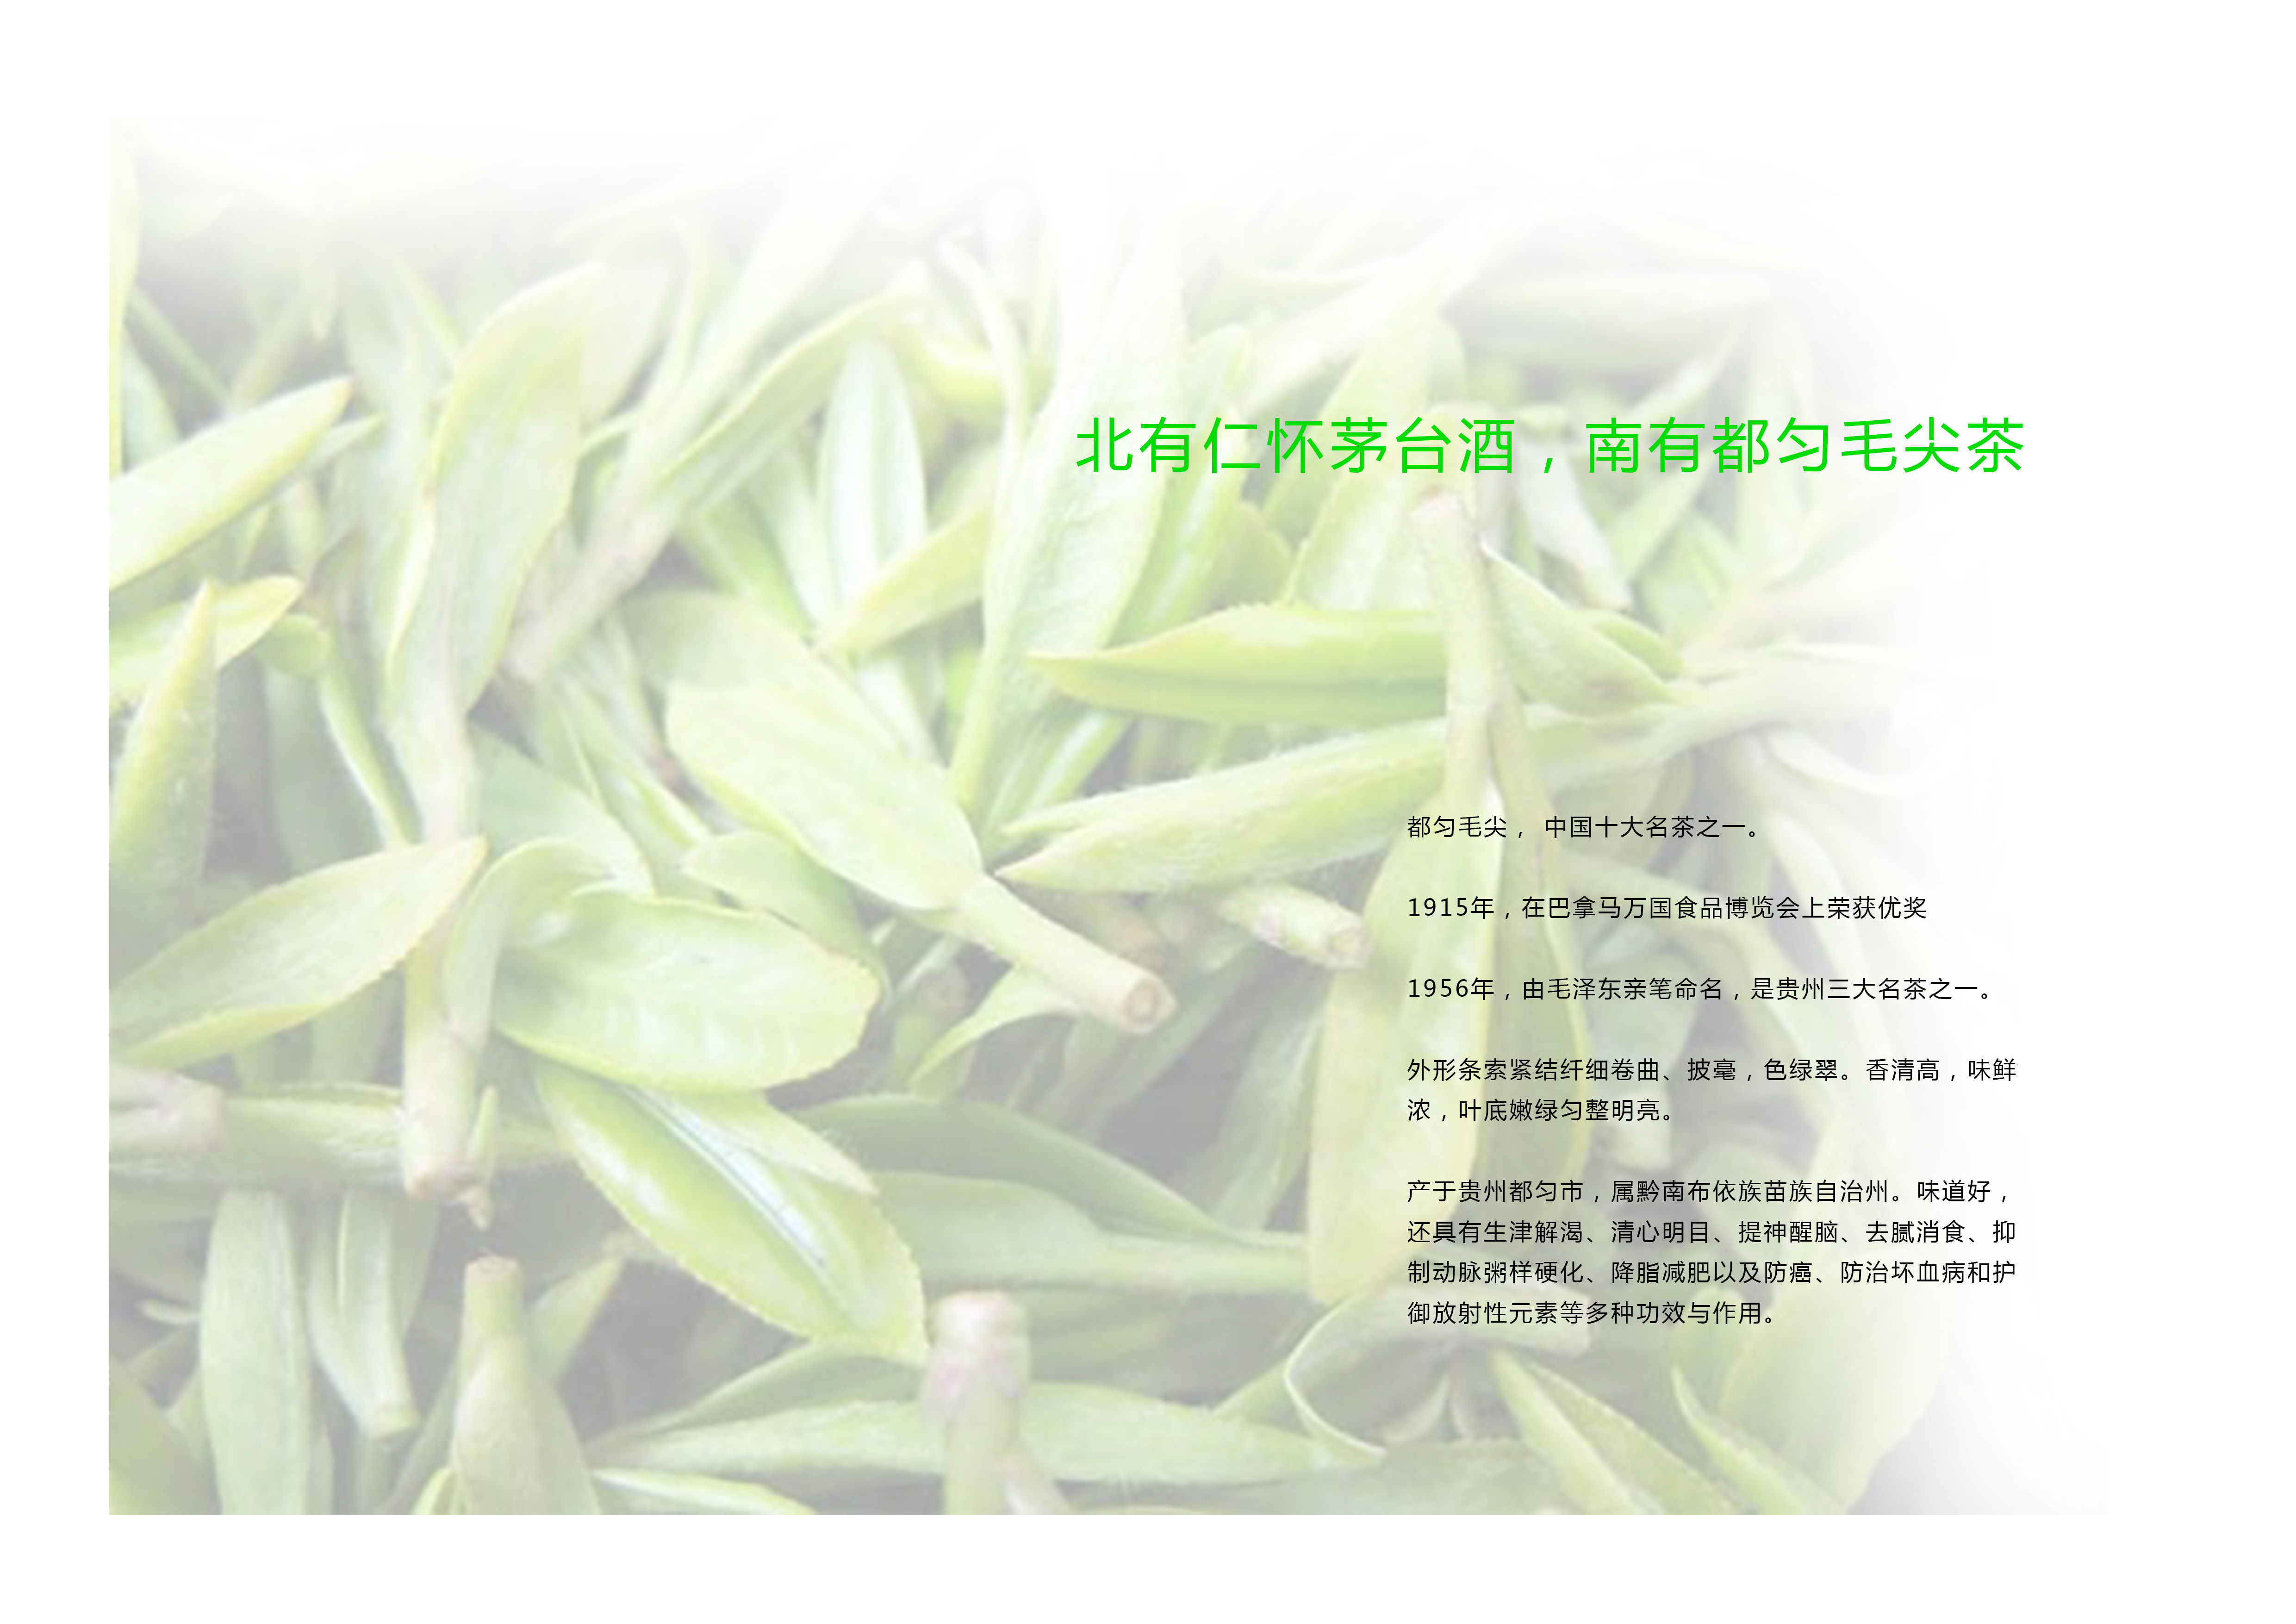 北有仁怀茅台酒，南有都匀毛尖茶
都匀毛尖， 中国十大名茶之一。
1915年，在巴拿马万国食品博览会上荣获优奖
1956年，由毛泽东亲笔命名，是贵州三大名茶之一。
外形条索紧结纤细卷曲、披毫，色绿翠。香清高，味鲜
浓，叶底嫩绿匀整明亮。
产于贵州都匀市，属黔南布依族苗族自治州。味道好，
还具有生津解渴、清心明目、提神醒脑、去腻消食、抑
制动脉粥样硬化、降脂减肥以及防癌、防治坏血病和护
御放射性元素等多种功效与作用。